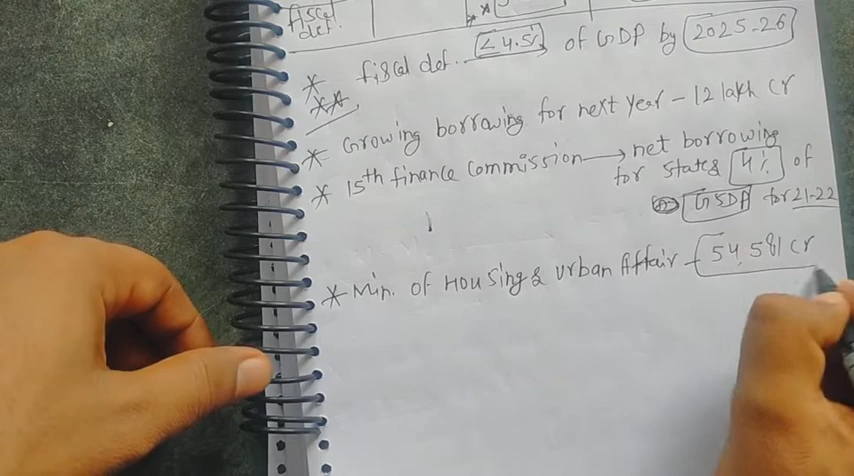 fiscal
def.
* fiscal def. <4.5% of GDP by 2025-26
**
* Growing borrowing for next year - 12 lakh Cr
* 15th finance Commission → net borrowing
for states 4% of
GSDP for 21-22
* Min. of Housing & Urban Affair - 54,581 Cr